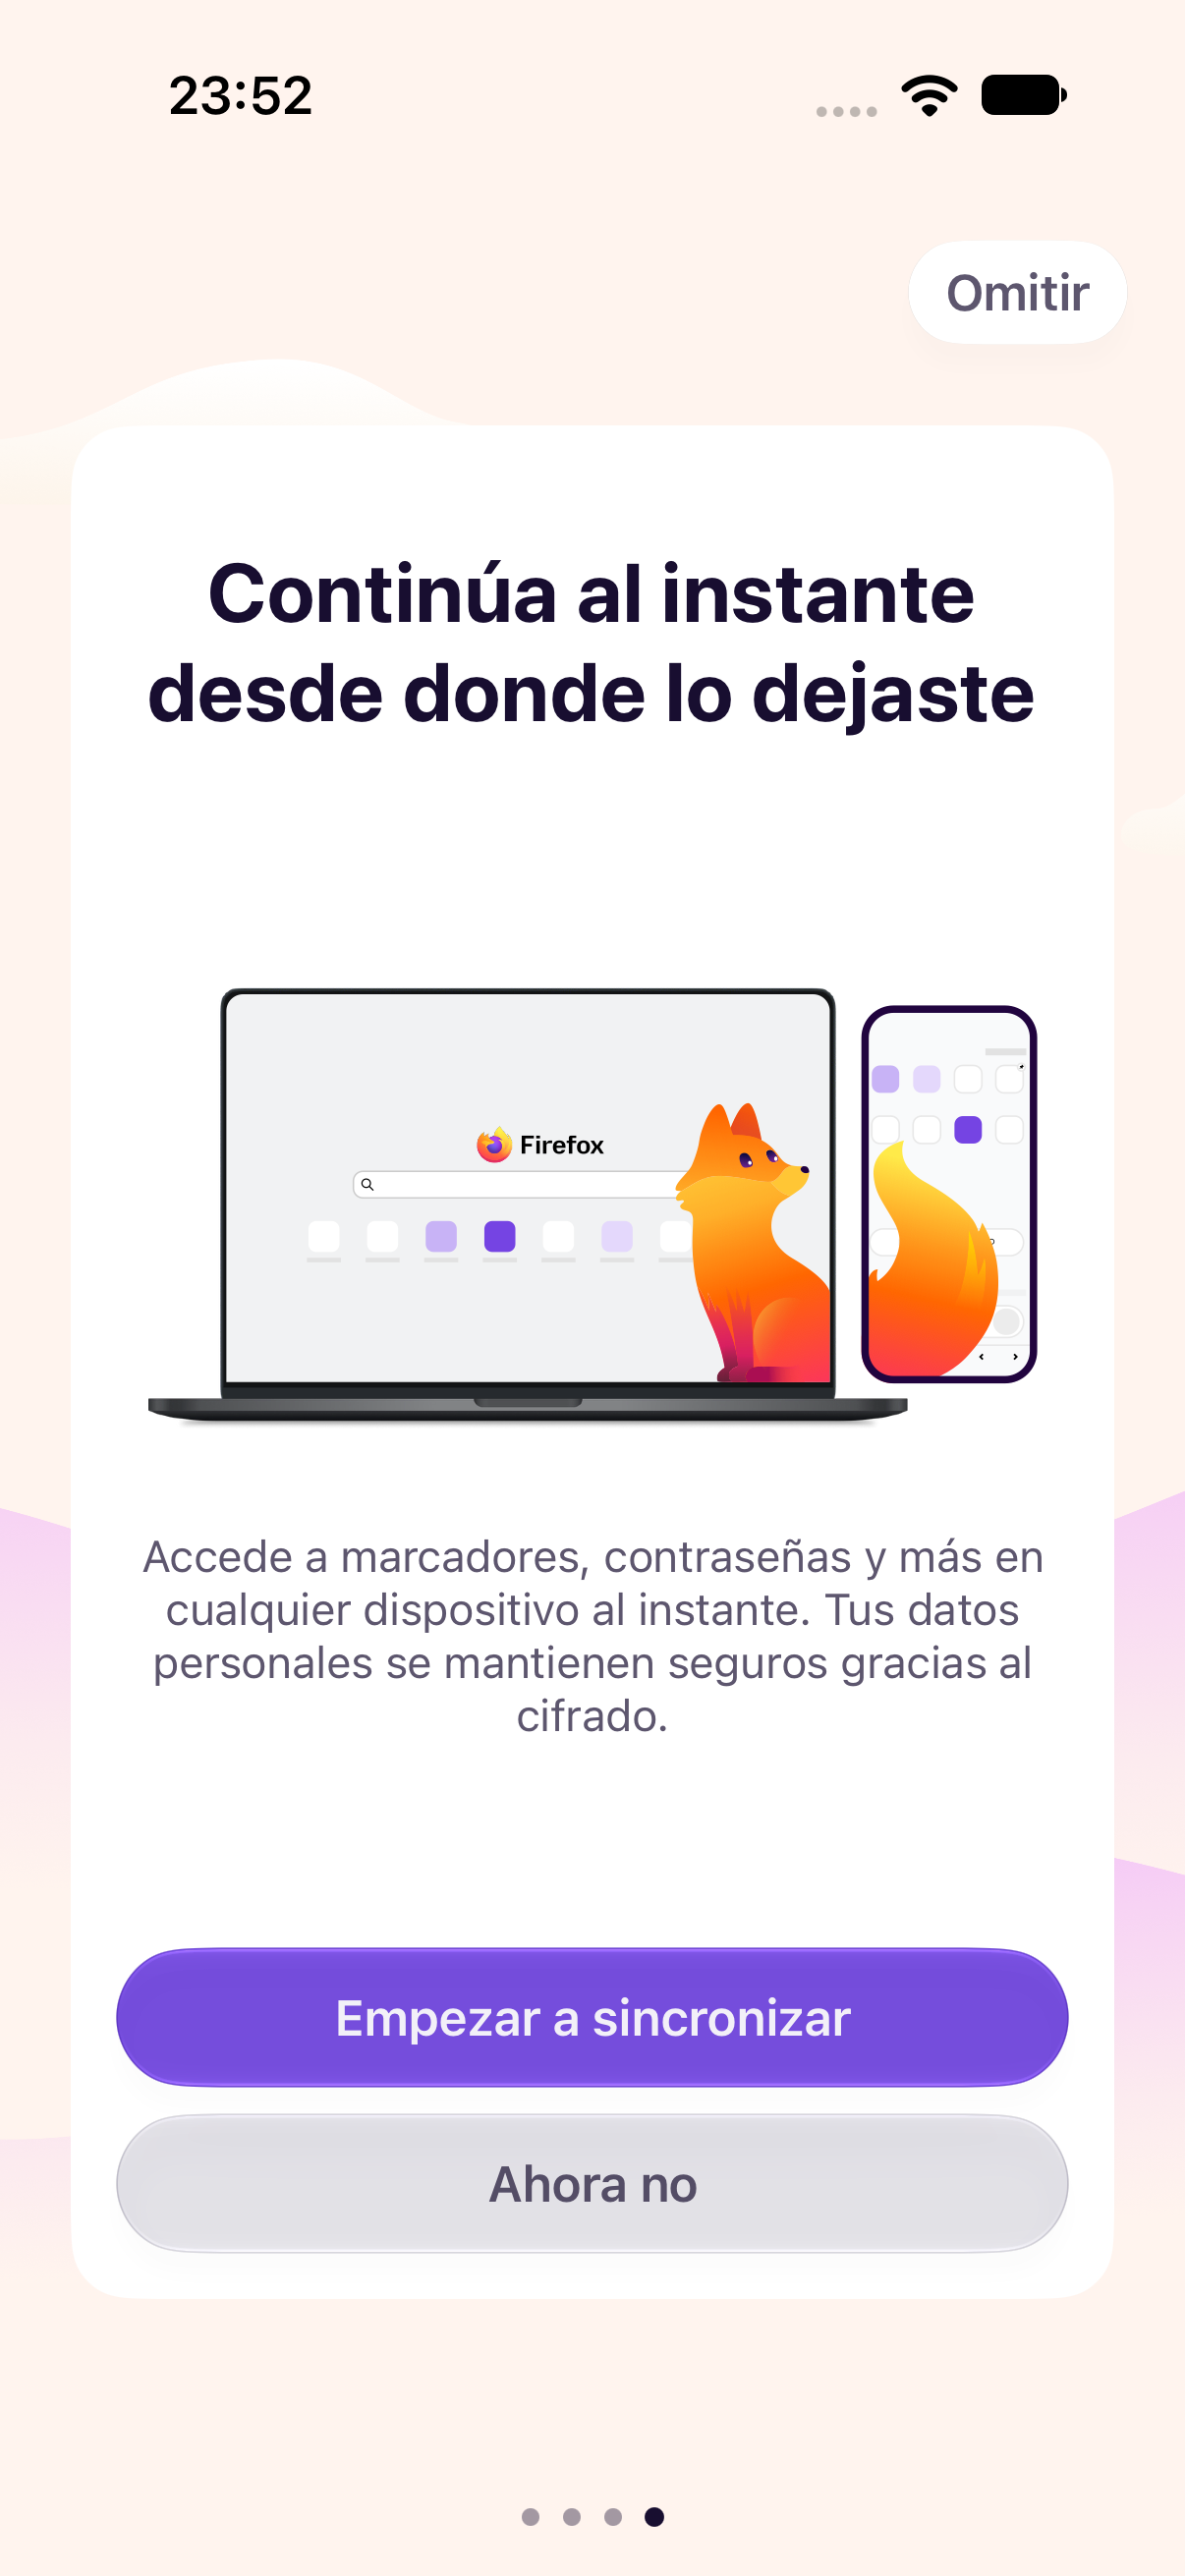 23:52
Omitir
Continúa al instante
desde donde lo dejaste
Firefox
Accede a marcadores, contraseñas y más en
cualquier dispositivo al instante. Tus datos
personales se mantienen seguros gracias al
cifrado.
Empezar a sincronizar
Ahora no